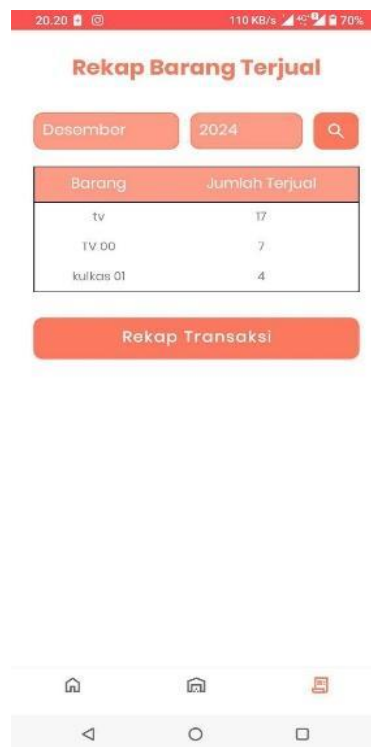 20.20 110 KB/s 4G 70%
Rekap Barang Terjual
Desember 2024
Barang Jumlah Terjual
tv 17
TV 00 7
kulkas 01 4
Rekap Transaksi